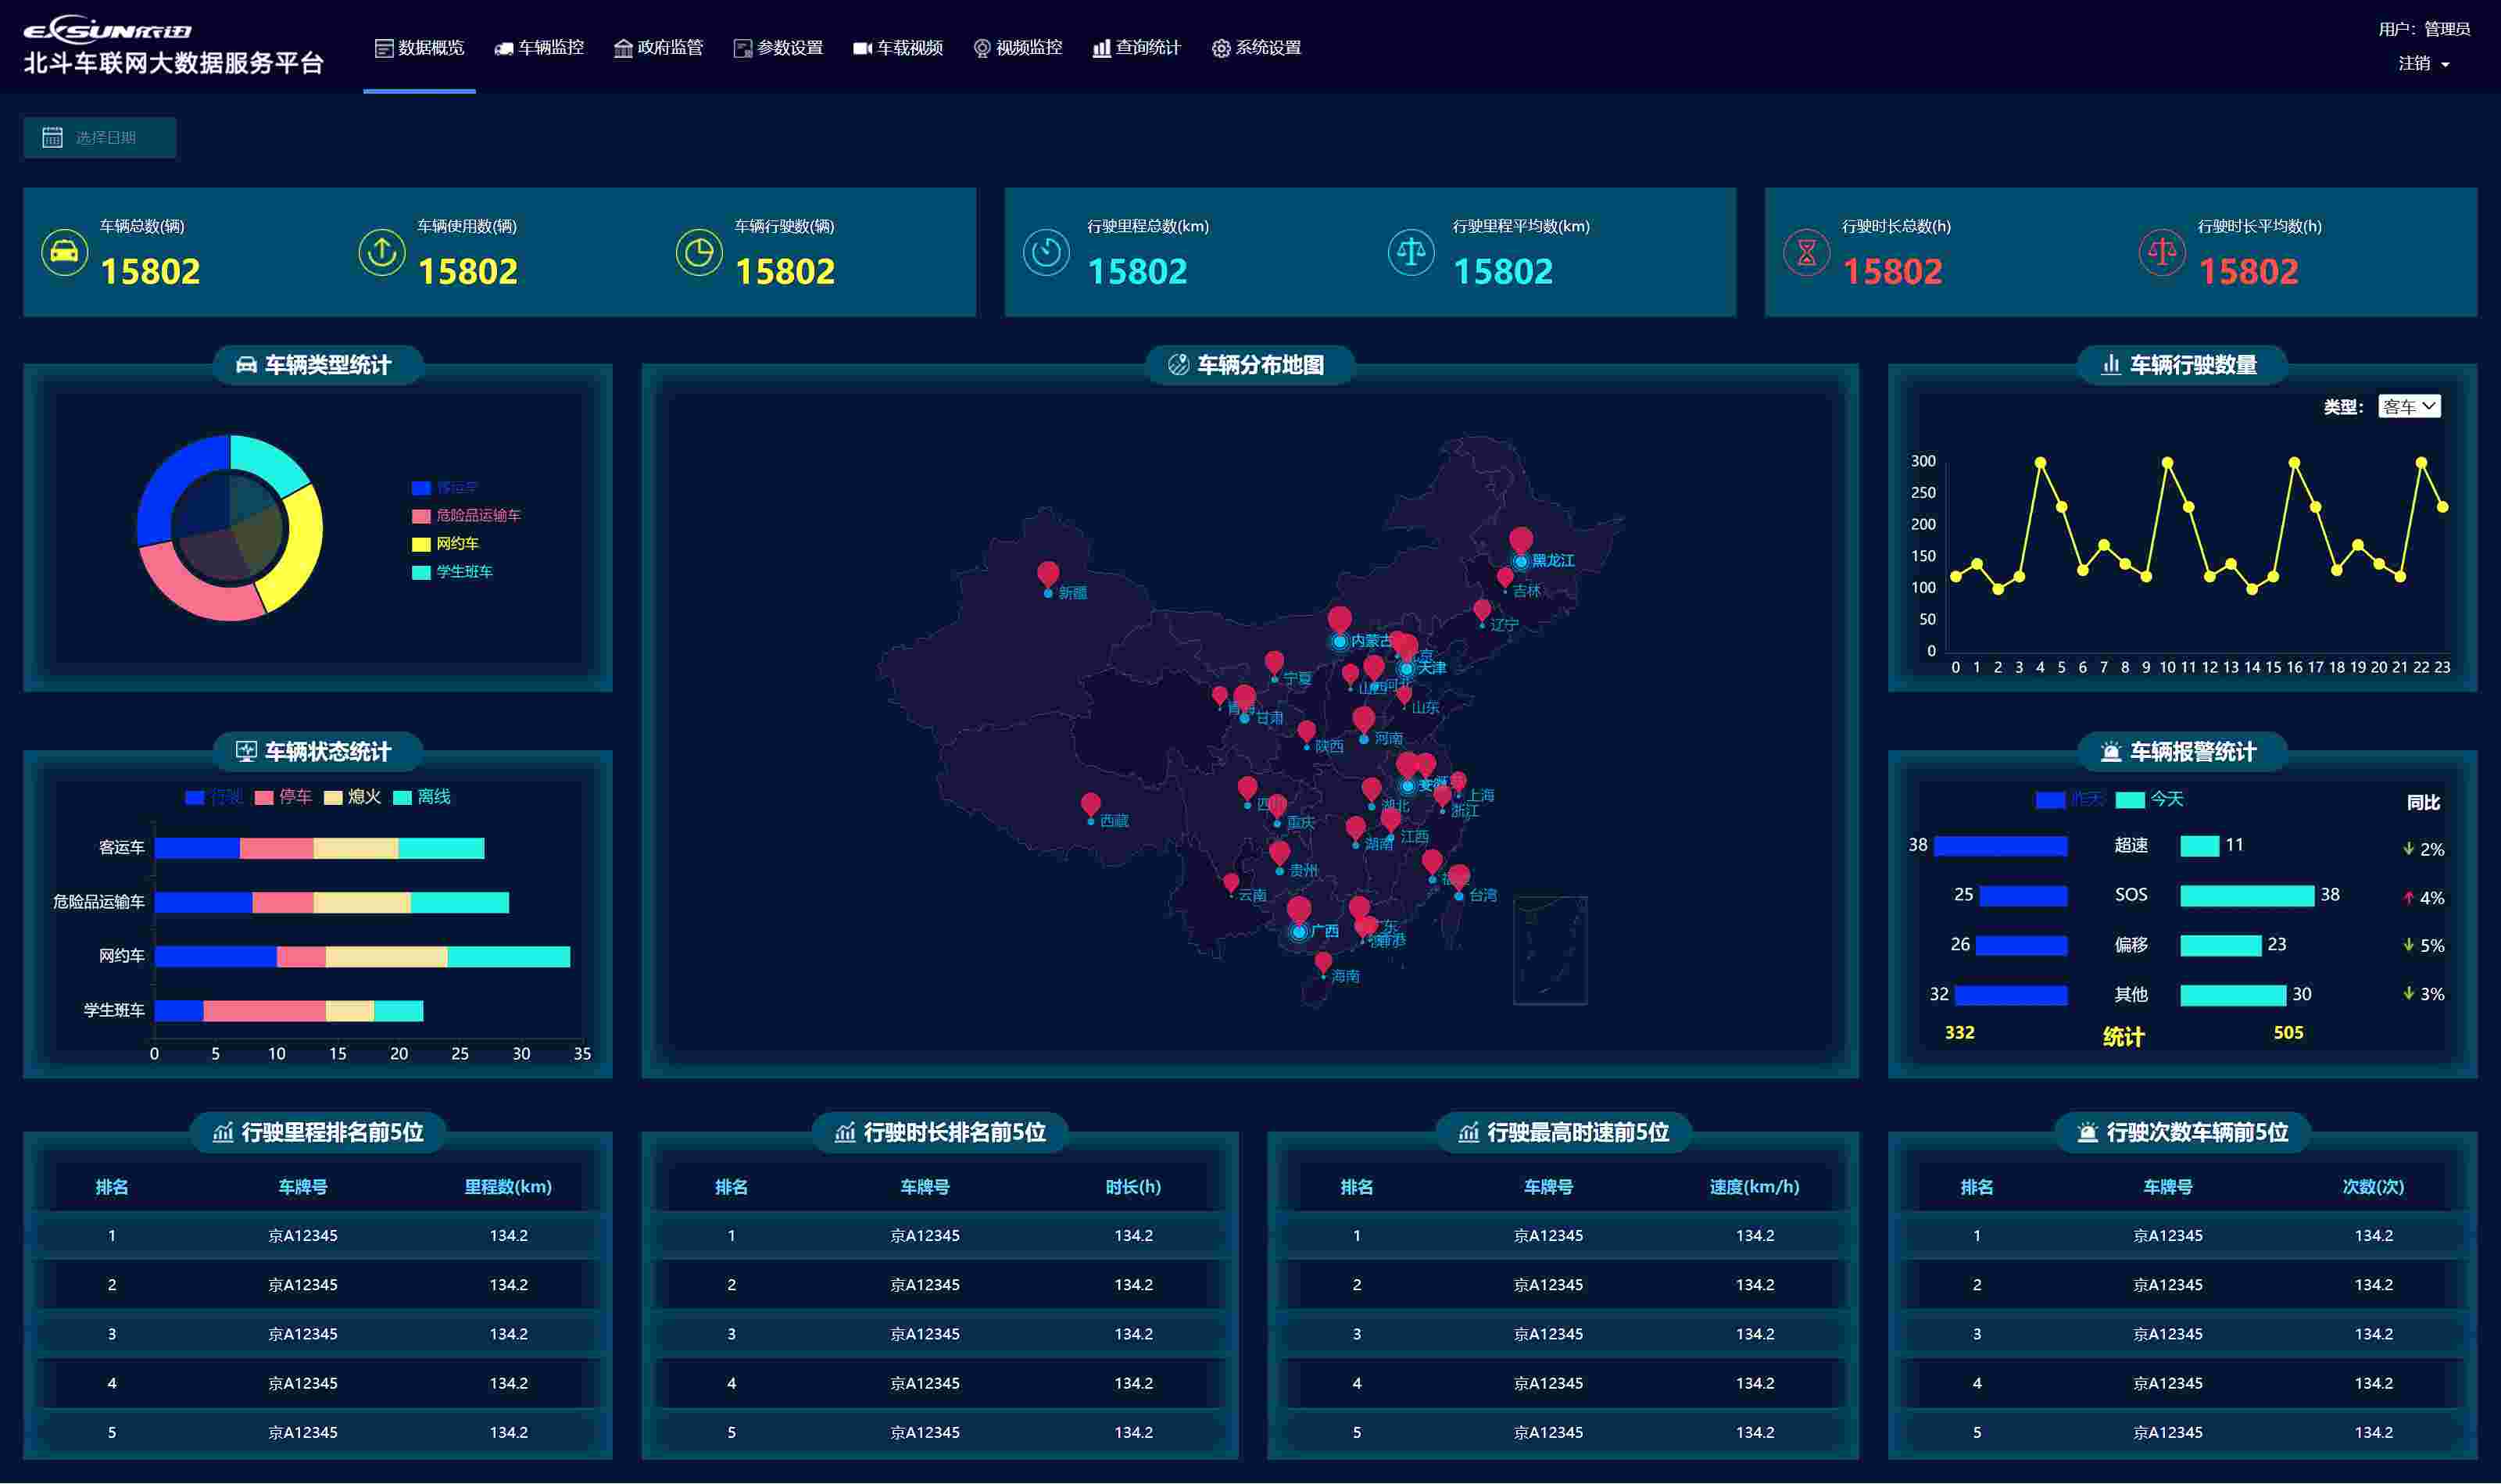 EXSUN依迅
北斗车联网大数据服务平台
数据概览 车辆监控 政府监管 参数设置 车载视频 视频监控 查询统计 系统设置
用户：管理员
注销
选择日期
车辆总数(辆) 车辆使用数(辆) 车辆行驶数(辆) 行驶里程总数(km) 行驶里程平均数(km) 行驶时长总数(h) 行驶时长平均数(h)
15802 15802 15802 15802 15802 15802 15802
车辆类型统计
客运车
危险品运输车
网约车
学生班车
车辆状态统计
行驶 停车 熄火 离线
客运车
危险品运输车
网约车
学生班车
0 5 10 15 20 25 30 35
车辆分布地图
黑龙江
新疆
吉林
辽宁
内蒙古
天津
宁夏
山西
河北
甘肃
山东
陕西
河南
上海
湖北
浙江
西藏
重庆
江西
湖南
贵州
云南
台湾
广西
海南
车辆行驶数量
类型： 客车
300
250
200
150
100
50
0
0 1 2 3 4 5 6 7 8 9 10 11 12 13 14 15 16 17 18 19 20 21 22 23
车辆报警统计
昨天 今天 同比
38 超速 11 2%
25 SOS 38 4%
26 偏移 23 5%
32 其他 30 3%
332 统计 505
行驶里程排名前5位
排名 车牌号 里程数(km)
1 京A12345 134.2
2 京A12345 134.2
3 京A12345 134.2
4 京A12345 134.2
5 京A12345 134.2
行驶时长排名前5位
排名 车牌号 时长(h)
1 京A12345 134.2
2 京A12345 134.2
3 京A12345 134.2
4 京A12345 134.2
5 京A12345 134.2
行驶最高时速前5位
排名 车牌号 速度(km/h)
1 京A12345 134.2
2 京A12345 134.2
3 京A12345 134.2
4 京A12345 134.2
5 京A12345 134.2
行驶次数车辆前5位
排名 车牌号 次数(次)
1 京A12345 134.2
2 京A12345 134.2
3 京A12345 134.2
4 京A12345 134.2
5 京A12345 134.2